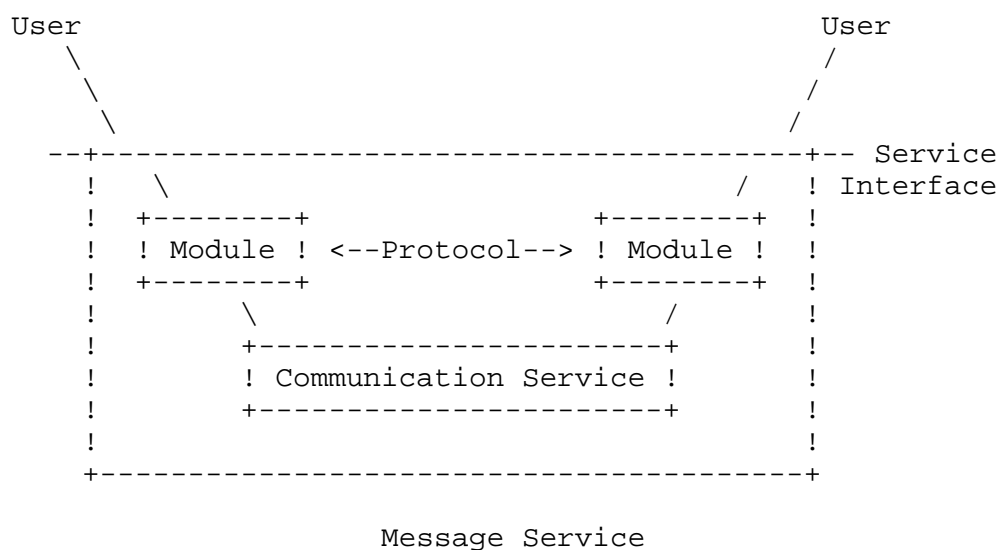 User User
Service
Interface
Module <--Protocol--> Module
Communication Service
Message Service